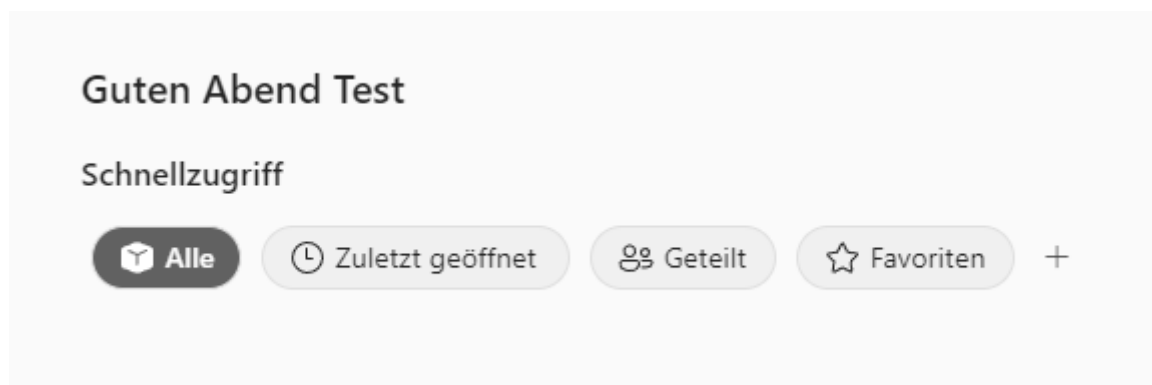 Guten Abend Test
Schnellzugriff
Alle Zuletzt geöffnet Geteilt Favoriten +